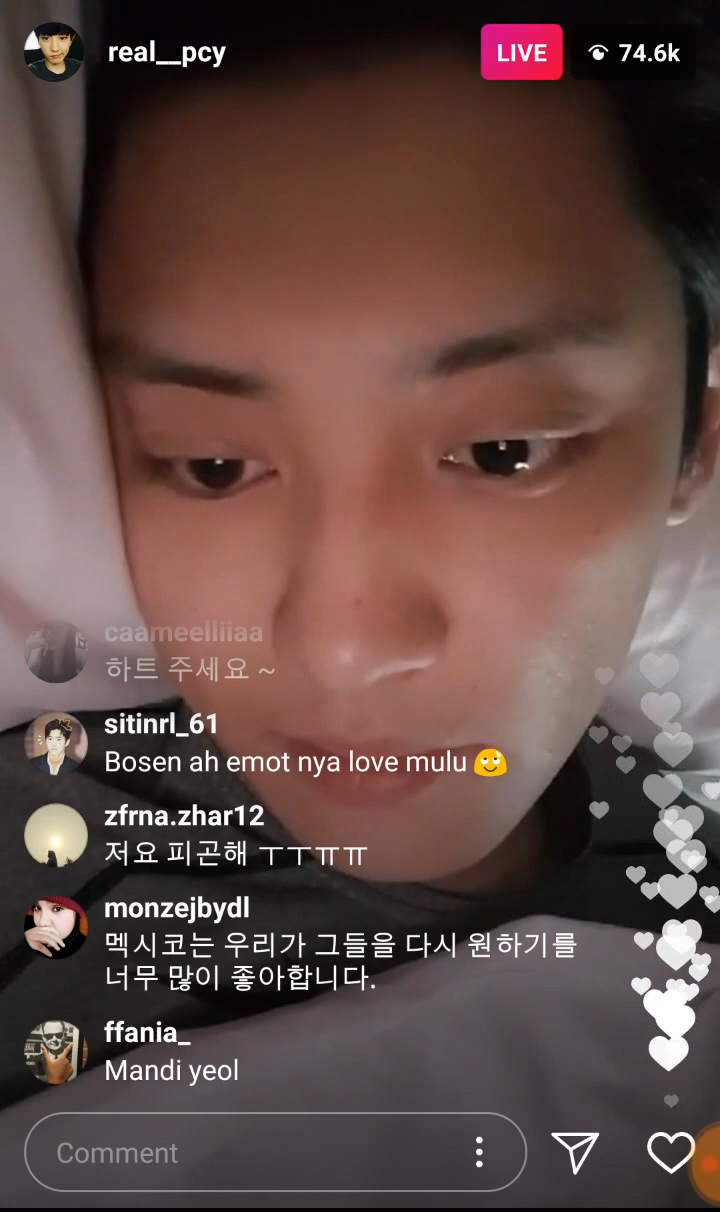 real__pcy
LIVE
74.6k
caameelliiaa
하트 주세요 ~
sitinrl_61
Bosen ah emot nya love mulu
zfrna.zhar12
저요 피곤해 ㅜㅜㅠㅠ
monzejbydl
멕시코는 우리가 그들을 다시 원하기를
너무 많이 좋아합니다.
ffania_
Mandi yeol
Comment